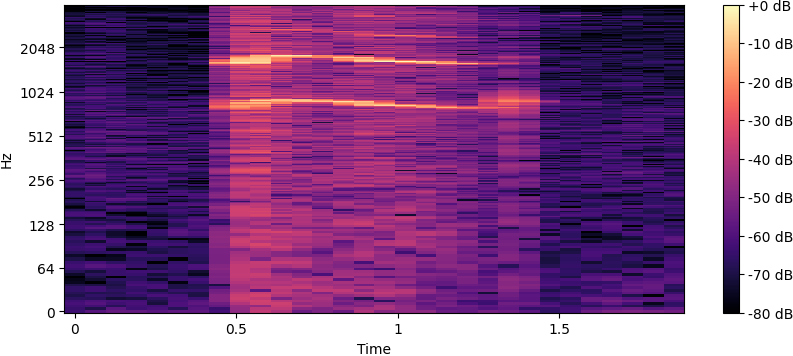 +0 dB
2048
-10 dB
1024
-20 dB
-30 dB
512
Hz
-40 dB
256
-50 dB
128
-60 dB
64
-70 dB
0
-80 dB
0
0.5
1
1.5
Time